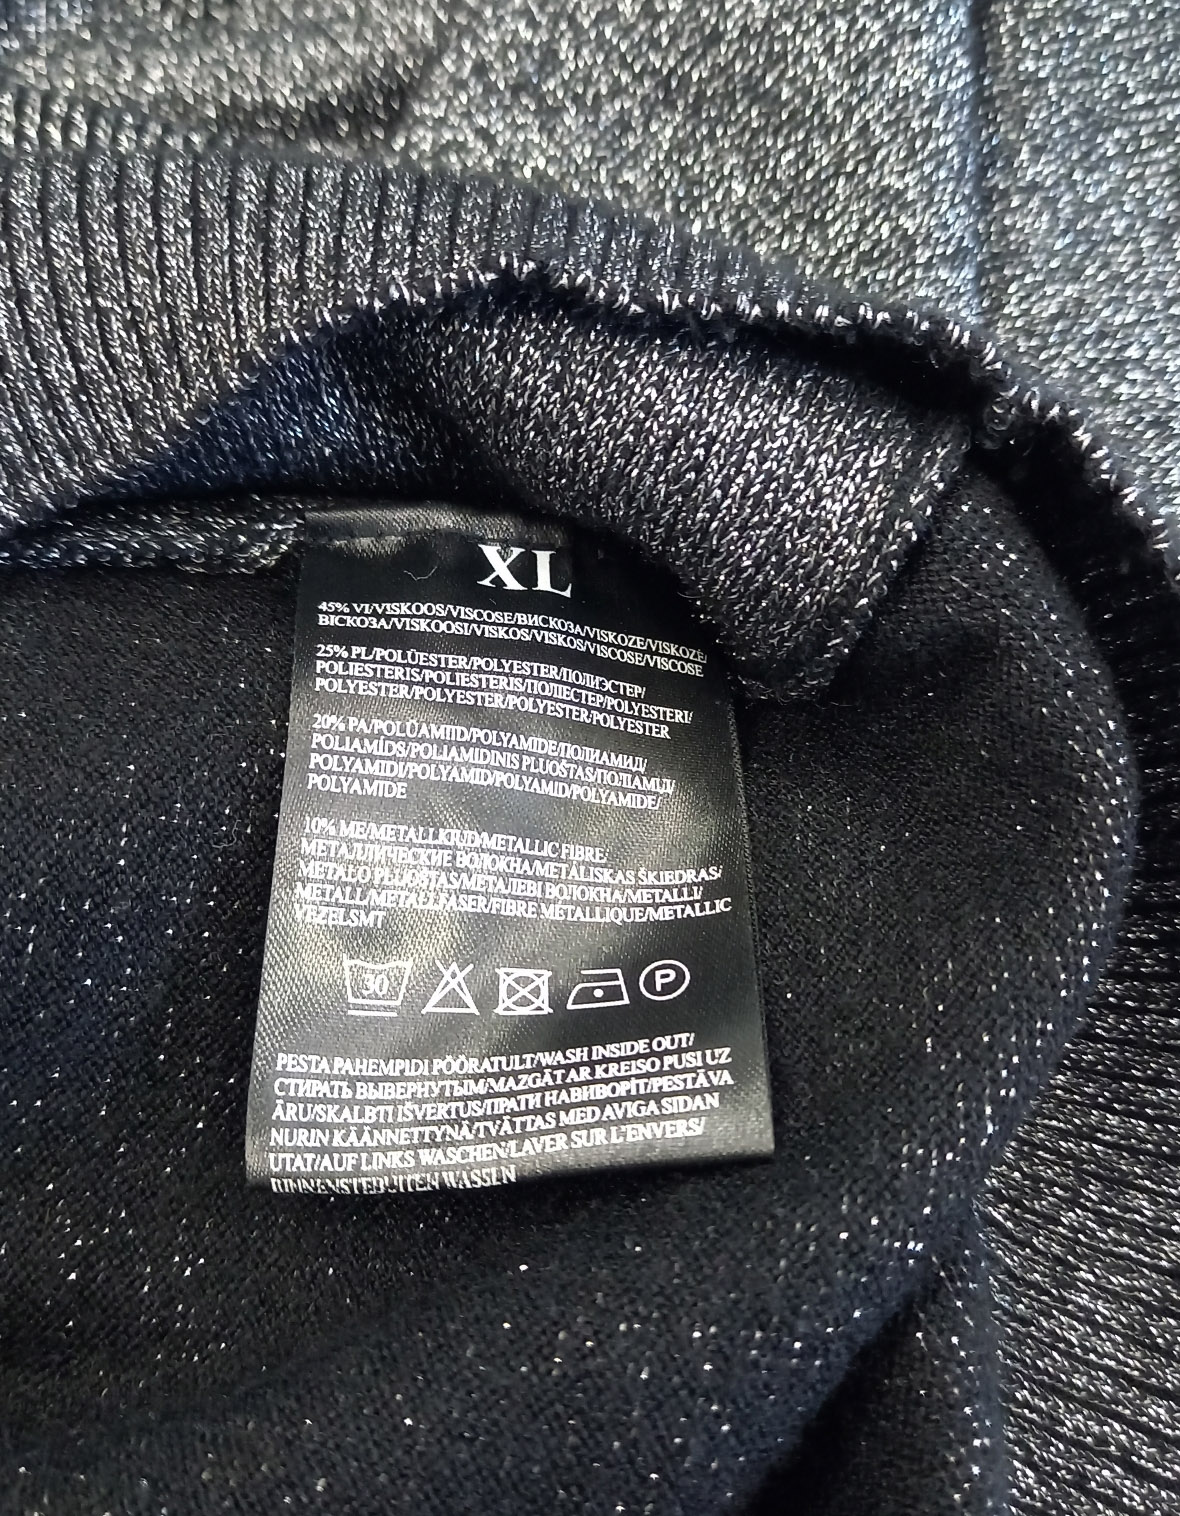 XL
45% VI/VISKOOS/VISCOSE/ВИСКОЗА/VISKOZE/VISKOZĖ/
ВІСКОЗА/VISKOOSI/VISKOS/VISKOS/VISCOSE/VISCOSE
25% PL/POLÜESTER/POLYESTER/ПОЛИЭСТЕР/
POLIESTERIS/POLIESTERIS/ПОЛІЕСТЕР/POLYESTERI/
POLYESTER/POLYESTER/POLYESTER/POLYESTER
20% PA/POLÜAMIID/POLYAMIDE/ПОЛИАМИД/
POLIAMĪDS/POLIAMIDINIS PLUOŠTAS/ПОЛІАМІД/
POLYAMIDI/POLYAMID/POLYAMID/POLYAMIDE/
POLYAMIDE
10% ME/METALLKIUD/METALLIC FIBRE/
МЕТАЛЛИЧЕСКИЕ ВОЛОКНА/METĀLISKAS ŠĶIEDRAS/
METALO PLUOŠTAS/МЕТАЛЕВІ ВОЛОКНА/METALLI/
METALL/METALLFASER/FIBRE METALLIQUE/METALLIC
VEZELSMT
30
P
PESTA PAHEMPIDI PÖÖRATULT/WASH INSIDE OUT/
СТИРАТЬ ВЫВЕРНУТЫМ/MAZGĀT AR KREISO PUSI UZ
ĀRU/SKALBTI IŠVERTUS/ПРАТИ НАВИВОРІТ/PESTÄVÄ
NURIN KÄÄNNETTYNÄ/TVÄTTAS MED AVIGA SIDAN
UTAT/AUF LINKS WASCHEN/LAVER SUR L'ENVERS/
BINNENSTEBUITEN WASSEN